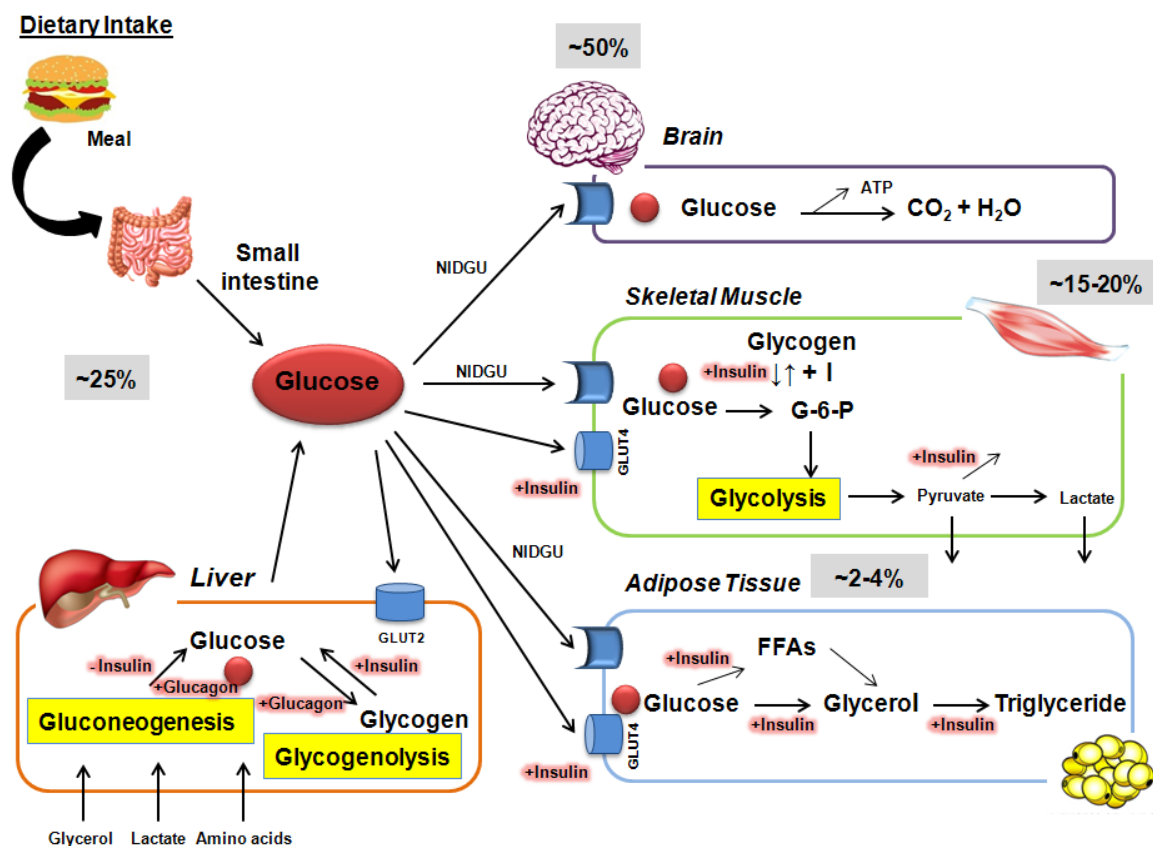 Dietary Intake
Meal
Small
intestine
~25%
Glucose
~50%
Brain
NIDGU
Glucose
ATP
CO₂ + H₂O
Skeletal Muscle
~15-20%
NIDGU
GLUT4
+Insulin
Glycogen
+Insulin ↓↑ + I
Glucose
G-6-P
Glycolysis
+Insulin
Pyruvate
Lactate
Liver
GLUT2
Glucose
- Insulin
+Glucagon
+Insulin
+Glucagon
Glycogen
Gluconeogenesis
Glycogenolysis
Glycerol
Lactate
Amino acids
Adipose Tissue
~2-4%
NIDGU
GLUT4
+Insulin
+Insulin
FFAs
Glucose
+Insulin
Glycerol
+Insulin
Triglyceride